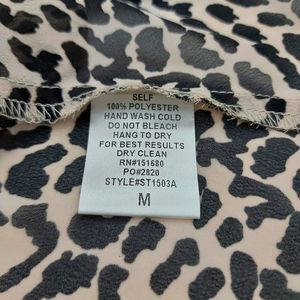 SELF
100% POLYESTER
HAND WASH COLD
DO NOT BLEACH
HANG TO DRY
FOR BEST RESULTS
DRY CLEAN
RN#151680
PO#2820
STYLE#ST1503A
M